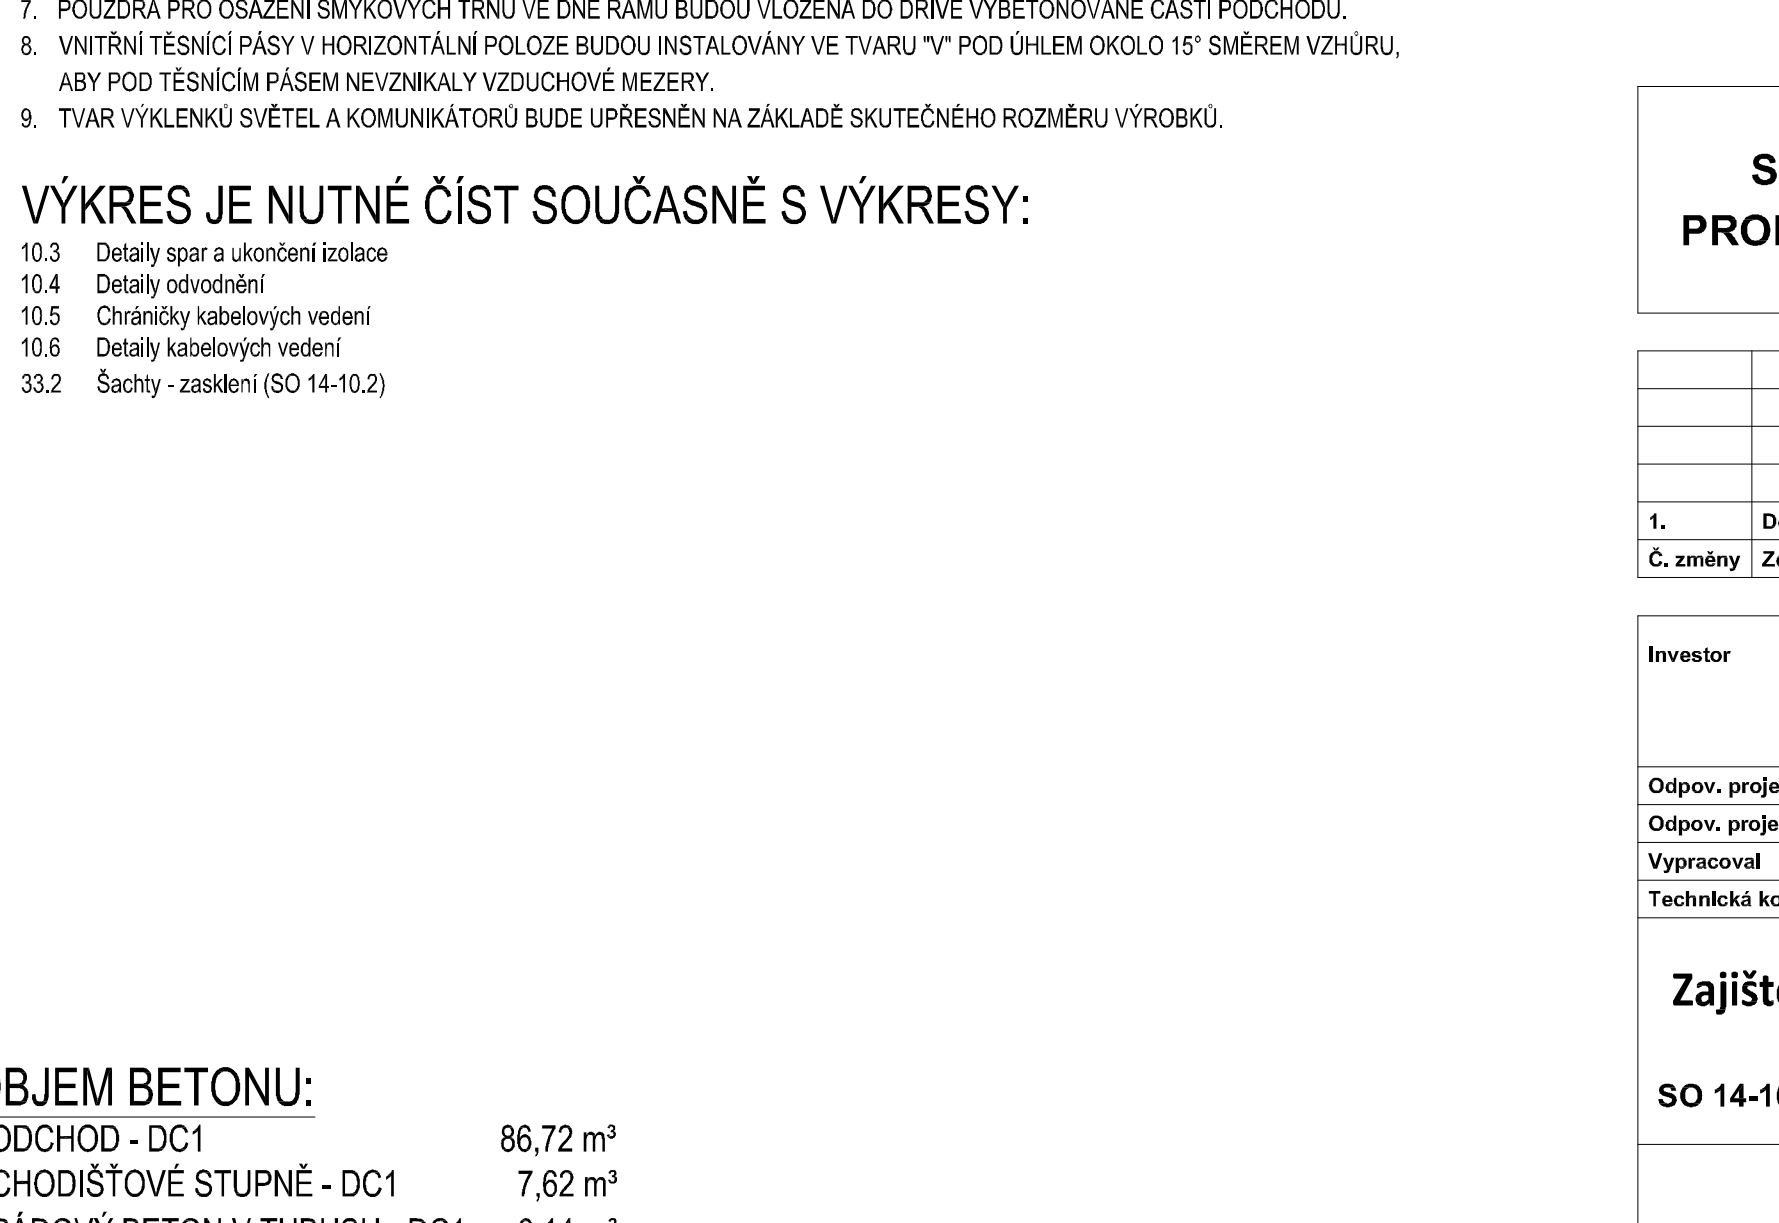 7. POUZDRA PRO OSAZENÍ SMYKOVÝCH TRNŮ VE DNĚ RÁMU BUDOU VLOŽENA DO DŘÍVE VYBETONOVANÉ ČÁSTI PODCHODU.
8. VNITŘNÍ TĚSNÍCÍ PÁSY V HORIZONTÁLNÍ POLOZE BUDOU INSTALOVÁNY VE TVARU "V" POD ÚHLEM OKOLO 15° SMĚREM VZHŮRU,
ABY POD TĚSNÍCÍM PÁSEM NEVZNIKALY VZDUCHOVÉ MEZERY.
9. TVAR VÝKLENKŮ SVĚTEL A KOMUNIKÁTORŮ BUDE UPŘESNĚN NA ZÁKLADĚ SKUTEČNÉHO ROZMĚRU VÝROBKŮ.
VÝKRES JE NUTNÉ ČÍST SOUČASNĚ S VÝKRESY:
10.3 Detaily spar a ukončení izolace
10.4 Detaily odvodnění
10.5 Chráničky kabelových vedení
10.6 Detaily kabelových vedení
33.2 Šachty - zasklení (SO 14-10.2)
BJEM BETONU:
ODCHOD - DC1 86,72 m³
CHODIŠŤOVÉ STUPNĚ - DC1 7,62 m³
BETON V
S
PRO
1. D
Č. změny Z
Investor
Odpov. proje
Odpov. proje
Vypracoval
Technická ko
Zajišt
SO 14-1